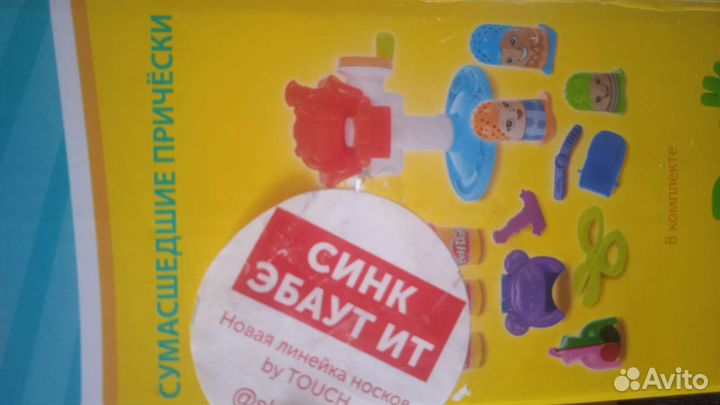 СУМАСШЕДШИЕ ПРИЧЁСКИ
СИНК
ЭБАУТ ИТ
Новая линейка носков
by TOUCH
В комплекте
Avito